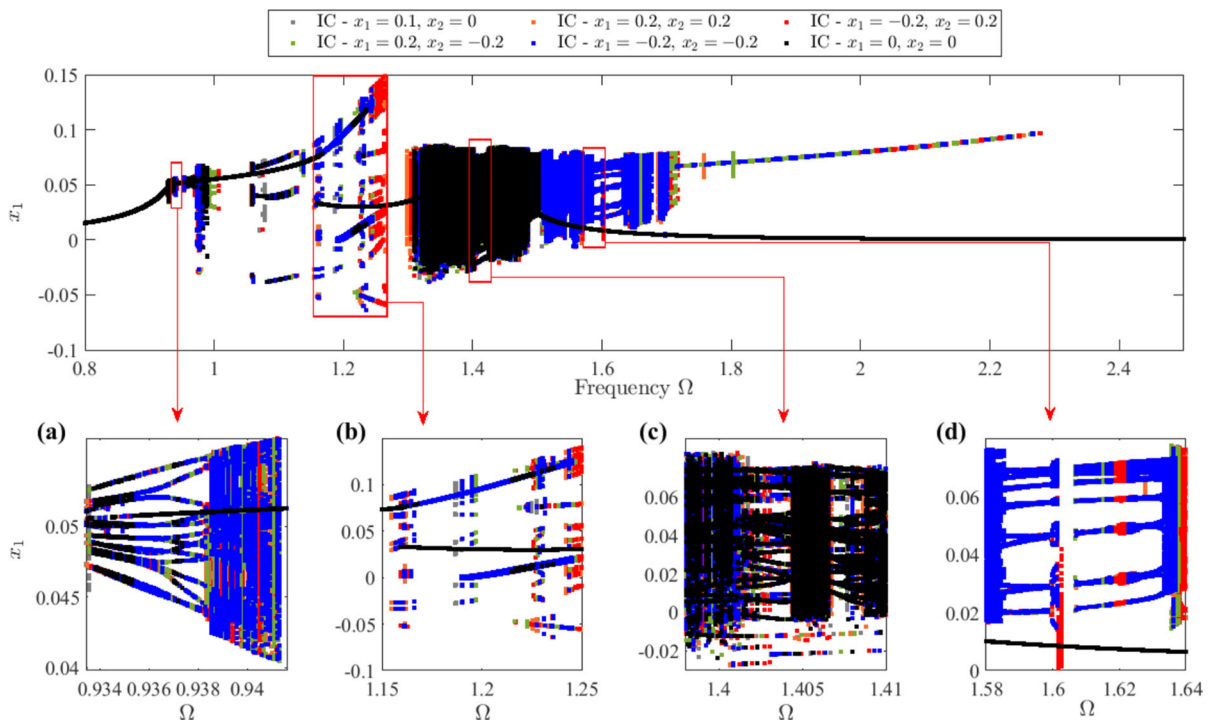 IC - x₁ = 0.1, x₂ = 0 IC - x₁ = 0.2, x₂ = 0.2 IC - x₁ = −0.2, x₂ = 0.2
IC - x₁ = 0.2, x₂ = −0.2 IC - x₁ = −0.2, x₂ = −0.2 IC - x₁ = 0, x₂ = 0
0.15
0.1
0.05
0
-0.05
-0.1
x₁
0.8 1 1.2 1.4 1.6 1.8 2 2.2 2.4
Frequency Ω
(a) (b) (c) (d)
x₁
0.05
0.045
0.04
0.934 0.936 0.938 0.94
Ω
0.1
0.05
0
-0.05
-0.1
1.15 1.2 1.25
Ω
0.06
0.04
0.02
0
-0.02
1.4 1.405 1.41
Ω
0.06
0.04
0.02
0
1.58 1.6 1.62 1.64
Ω